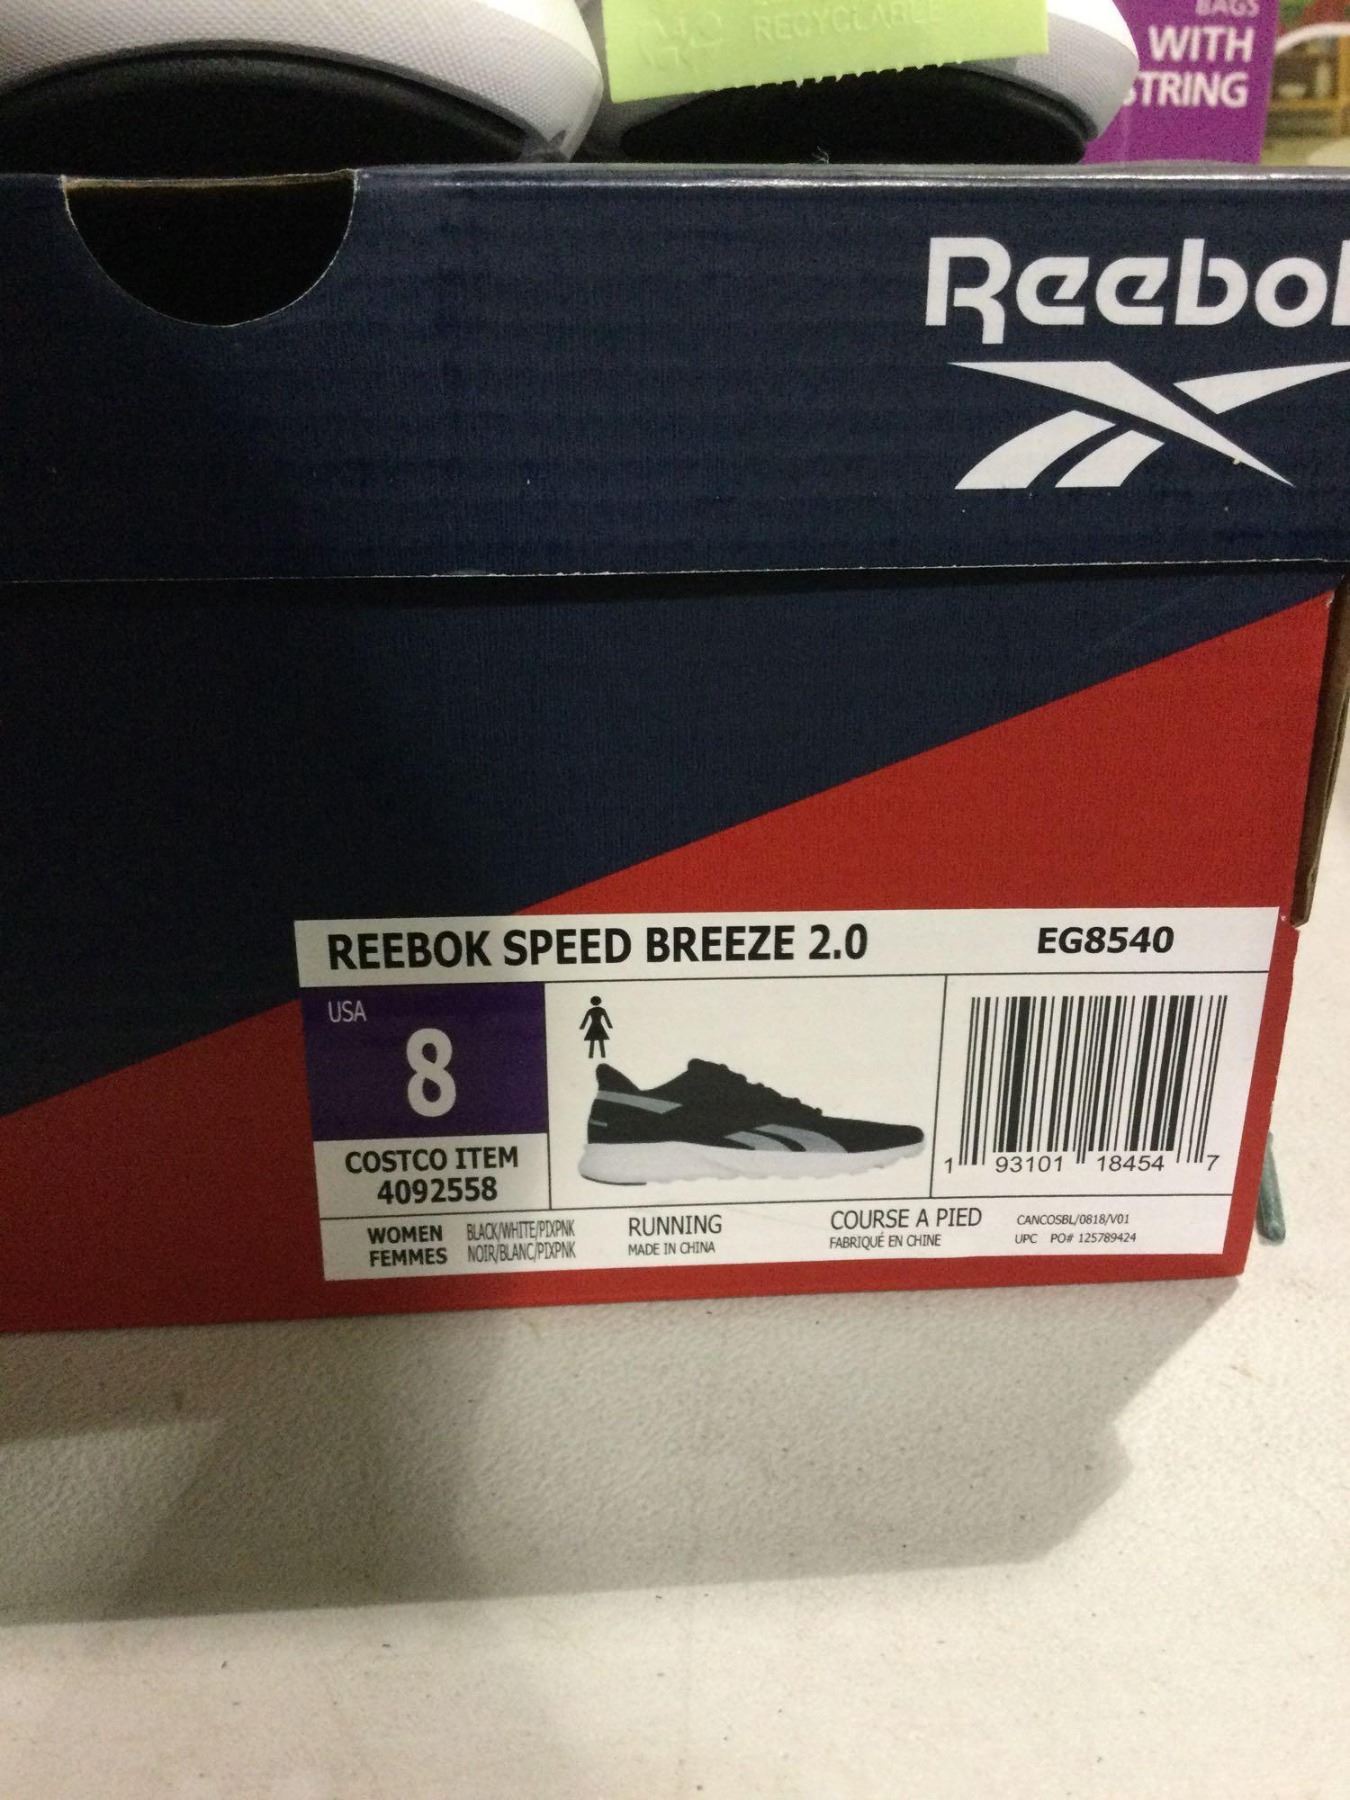 RECYCLABLE
BAGS
WITH
STRING
Reebok
REEBOK SPEED BREEZE 2.0 EG8540
USA
8
COSTCO ITEM
4092558
1 93101 18454 7
WOMEN BLACK/WHITE/PIXPNK RUNNING COURSE A PIED CANCOSBL/0818/V01
FEMMES NOIR/BLANC/PIXPNK MADE IN CHINA FABRIQUÉ EN CHINE UPC PO# 125789424